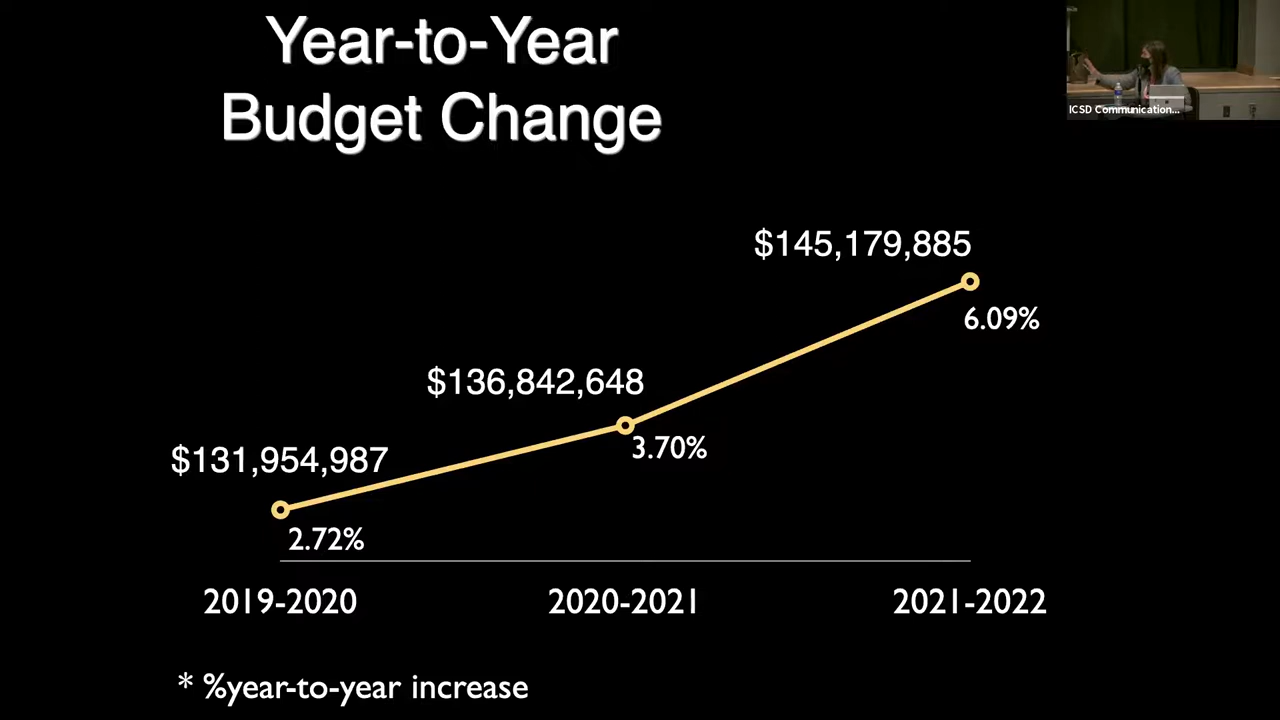 Year-to-Year
Budget Change
ICSD Communication...
$145,179,885
6.09%
$136,842,648
3.70%
$131,954,987
2.72%
2019-2020
2020-2021
2021-2022
* %year-to-year increase